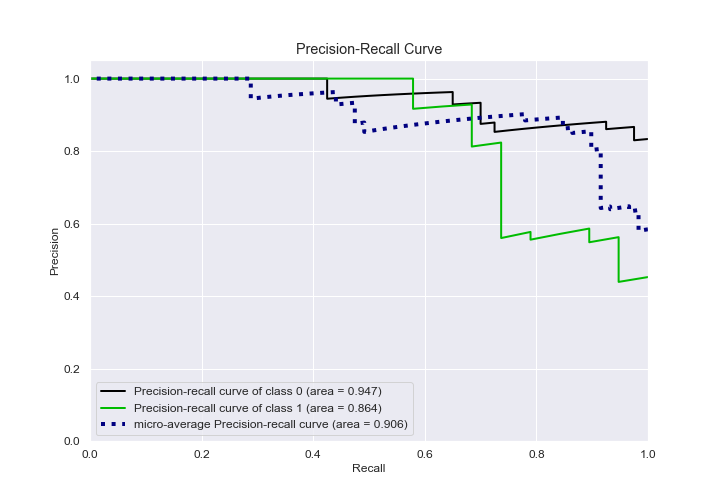 Precision-Recall Curve
1.0
0.8
0.6
0.4
0.2
0.0
Precision
Precision-recall curve of class 0 (area = 0.947)
Precision-recall curve of class 1 (area = 0.864)
micro-average Precision-recall curve (area = 0.906)
0.0 0.2 0.4 0.6 0.8 1.0
Recall